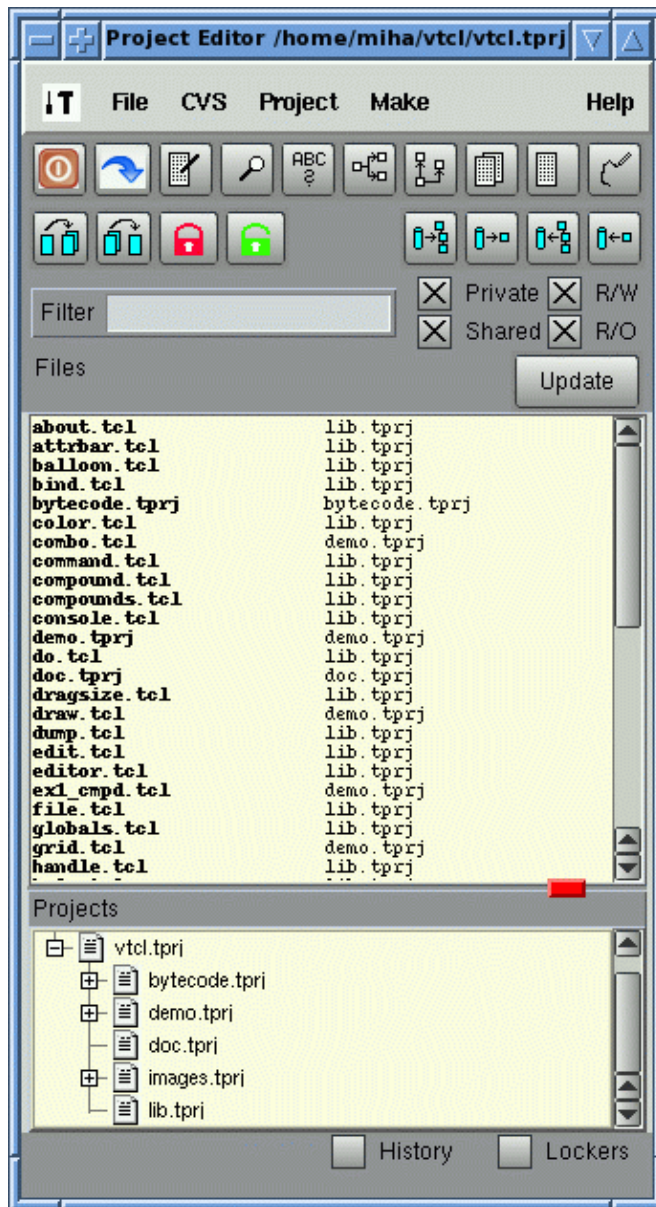 Project Editor /home/miha/vtcl/vtcl.tprj
File CVS Project Make Help
ABC ?
Filter Private R/W
Shared R/O
Files Update
about.tcl lib.tprj
attrbar.tcl lib.tprj
balloon.tcl lib.tprj
bind.tcl lib.tprj
bytecode.tprj bytecode.tprj
color.tcl lib.tprj
combo.tcl demo.tprj
command.tcl lib.tprj
compound.tcl lib.tprj
compounds.tcl lib.tprj
console.tcl lib.tprj
demo.tprj demo.tprj
do.tcl lib.tprj
doc.tprj doc.tprj
dragsize.tcl lib.tprj
draw.tcl demo.tprj
dump.tcl lib.tprj
edit.tcl lib.tprj
editor.tcl lib.tprj
ex1_cmpd.tcl demo.tprj
file.tcl lib.tprj
globals.tcl lib.tprj
grid.tcl demo.tprj
handle.tcl lib.tprj
Projects
vtcl.tprj
bytecode.tprj
demo.tprj
doc.tprj
images.tprj
lib.tprj
History Lockers